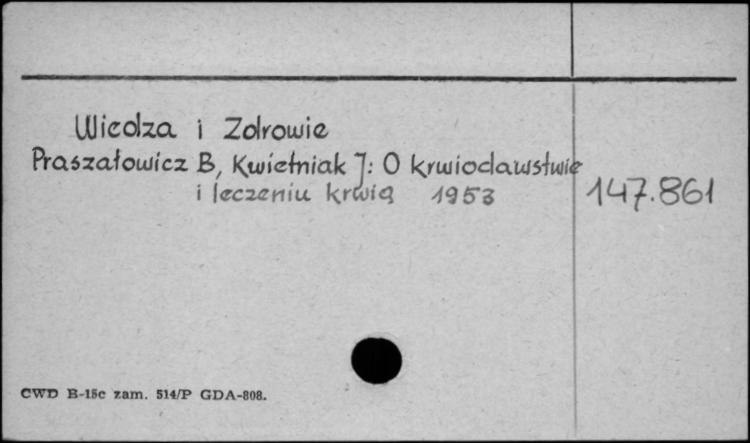 Wiedza i Zdrowie
Praszałowicz B, Kwietniak J: O krwiodawstwie
i leczeniu krwią 1953 147.861
CWD B-15c zam. 514/P GDA-808.